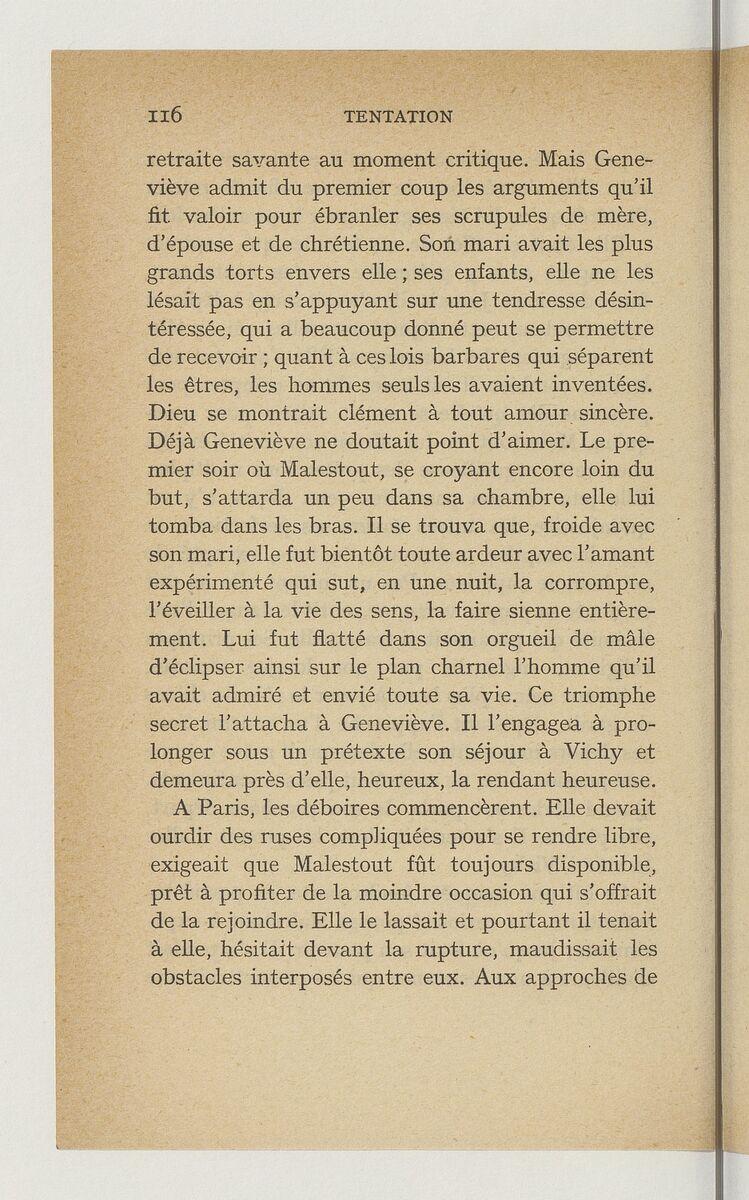 116 TENTATION
retraite savante au moment critique. Mais Gene-
viève admit du premier coup les arguments qu'il
fit valoir pour ébranler ses scrupules de mère,
d'épouse et de chrétienne. Son mari avait les plus
grands torts envers elle ; ses enfants, elle ne les
lésait pas en s'appuyant sur une tendresse désin-
téressée, qui a beaucoup donné peut se permettre
de recevoir ; quant à ces lois barbares qui séparent
les êtres, les hommes seuls les avaient inventées.
Dieu se montrait clément à tout amour sincère.
Déjà Geneviève ne doutait point d'aimer. Le pre-
mier soir où Malestout, se croyant encore loin du
but, s'attarda un peu dans sa chambre, elle lui
tomba dans les bras. Il se trouva que, froide avec
son mari, elle fut bientôt toute ardeur avec l'amant
expérimenté qui sut, en une nuit, la corrompre,
l'éveiller à la vie des sens, la faire sienne entière-
ment. Lui fut flatté dans son orgueil de mâle
d'éclipser ainsi sur le plan charnel l'homme qu'il
avait admiré et envié toute sa vie. Ce triomphe
secret l'attacha à Geneviève. Il l'engagea à pro-
longer sous un prétexte son séjour à Vichy et
demeura près d'elle, heureux, la rendant heureuse.
A Paris, les déboires commencèrent. Elle devait
ourdir des ruses compliquées pour se rendre libre,
exigeait que Malestout fût toujours disponible,
prêt à profiter de la moindre occasion qui s'offrait
de la rejoindre. Elle le lassait et pourtant il tenait
à elle, hésitait devant la rupture, maudissait les
obstacles interposés entre eux. Aux approches de